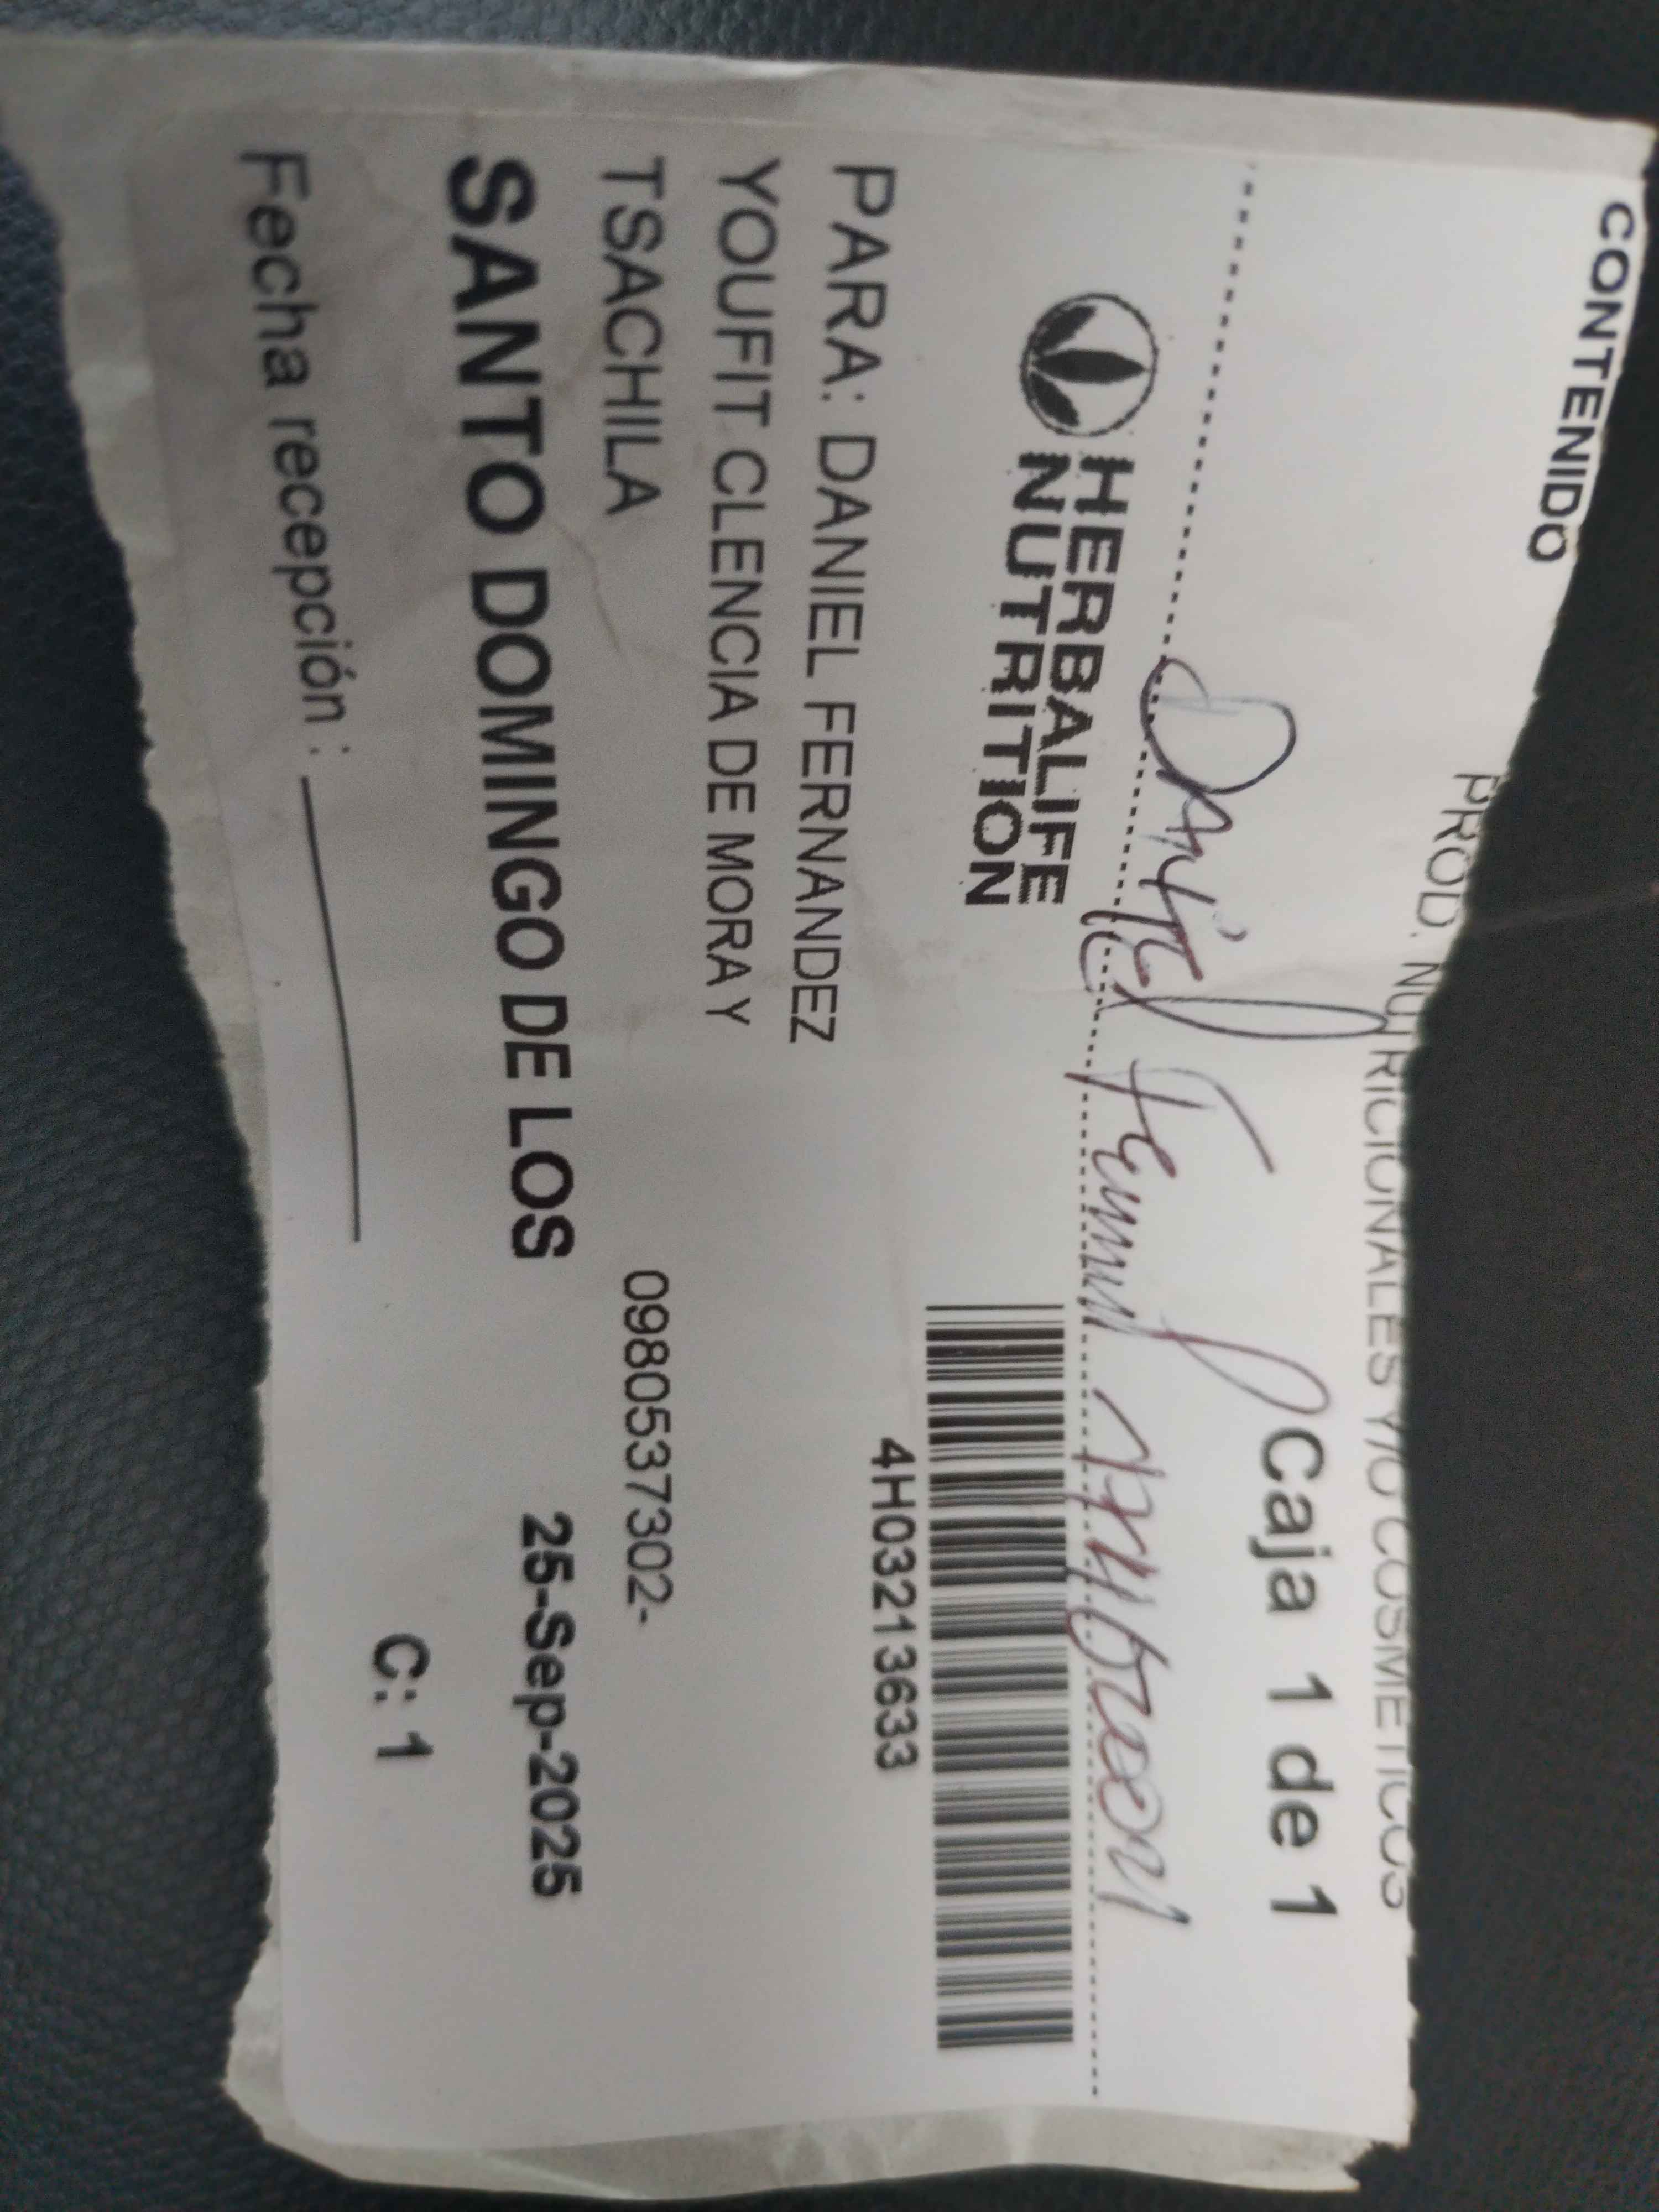 CONTENIDO
PROD. NUTRICIONALES Y/O COSMETICOS
Caja 1 de 1
Daniel
HERBALIFE
NUTRITION
4H03213633
PARA: DANIEL FERNANDEZ
YOUFIT CLENCIA DE MORA Y
TSACHILA
0980537302-
SANTO DOMINGO DE LOS
25-Sep-2025
C: 1
Fecha recepción :